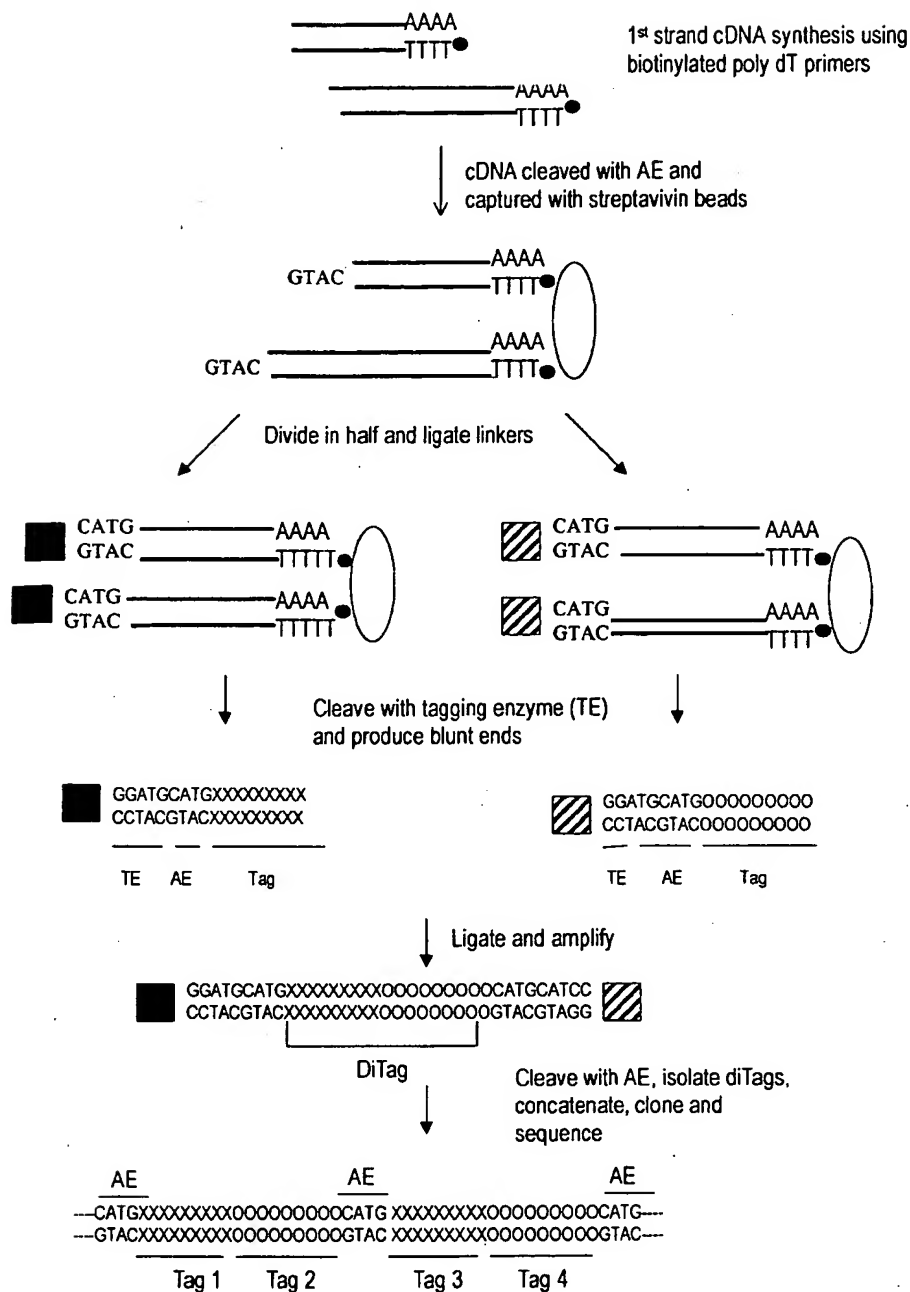 AAAA
TTTT
1st strand cDNA synthesis using
biotinylated poly dT primers
AAAA
TTTT
cDNA cleaved with AE and
captured with streptavivin beads
AAAA
GTAC TTTT
AAAA
GTAC TTTT
Divide in half and ligate linkers
CATG AAAA
GTAC TTTTT
CATG AAAA
GTAC TTTTT
CATG AAAA
GTAC TTTT
CATG AAAA
GTAC TTTT
Cleave with tagging enzyme (TE)
and produce blunt ends
GGATGCATGXXXXXXXXX
CCTACGTACXXXXXXXXX
TE AE Tag
GGATGCATGOOOOOOOOO
CCTACGTACOOOOOOOOO
TE AE Tag
Ligate and amplify
GGATGCATGXXXXXXXXXOOOOOOOOOCATGCATCC
CCTACGTACXXXXXXXXXOOOOOOOOOGTACGTAGG
DiTag
Cleave with AE, isolate diTags,
concatenate, clone and
sequence
AE AE AE
---CATGXXXXXXXXXOOOOOOOOOCATG XXXXXXXXXOOOOOOOOOCATG----
---GTACXXXXXXXXXOOOOOOOOOGTAC XXXXXXXXXOOOOOOOOOGTAC----
Tag 1 Tag 2 Tag 3 Tag 4